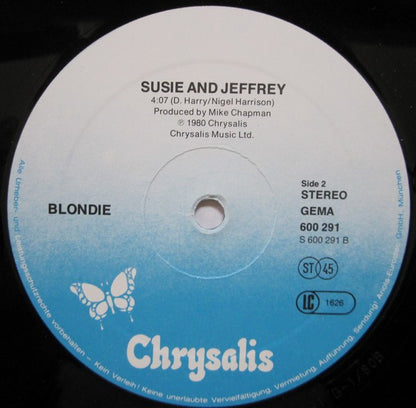 SUSIE AND JEFFREY
4:07 (D. Harry/Nigel Harrison)
Produced by Mike Chapman
℗ 1980 Chrysalis
Chrysalis Music Ltd.
BLONDIE
Side 2
STEREO
GEMA
600 291
S 600 291 B
ST 45
LC 1626
Chrysalis
Alle Urheber- und Leistungsschutzrechte vorbehalten – Kein Verleih! Keine unerlaubte Vervielfältigung, Vermietung, Aufführung, Sendung! Ariola-Eurodisc GmbH, München